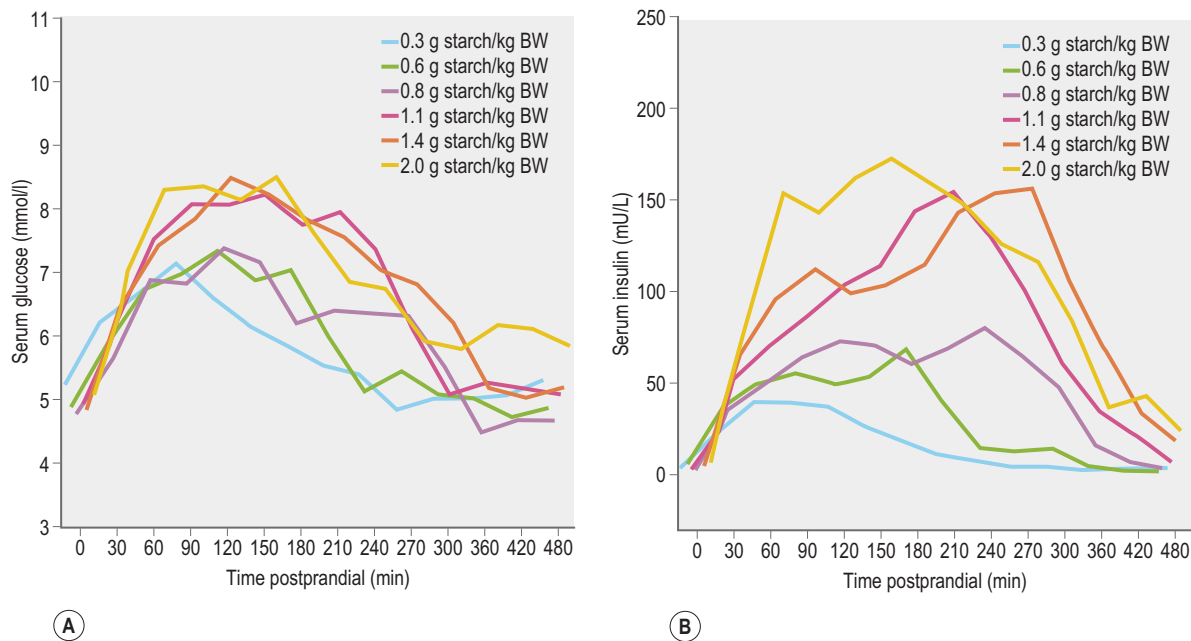 11
10
9
8
7
6
5
4
3
Serum glucose (mmol/l)
0.3 g starch/kg BW
0.6 g starch/kg BW
0.8 g starch/kg BW
1.1 g starch/kg BW
1.4 g starch/kg BW
2.0 g starch/kg BW
0 30 60 90 120 150 180 210 240 270 300 360 420 480
Time postprandial (min)
A
250
200
150
100
50
0
Serum insulin (mU/L)
0.3 g starch/kg BW
0.6 g starch/kg BW
0.8 g starch/kg BW
1.1 g starch/kg BW
1.4 g starch/kg BW
2.0 g starch/kg BW
0 30 60 90 120 150 180 210 240 270 300 360 420 480
Time postprandial (min)
B